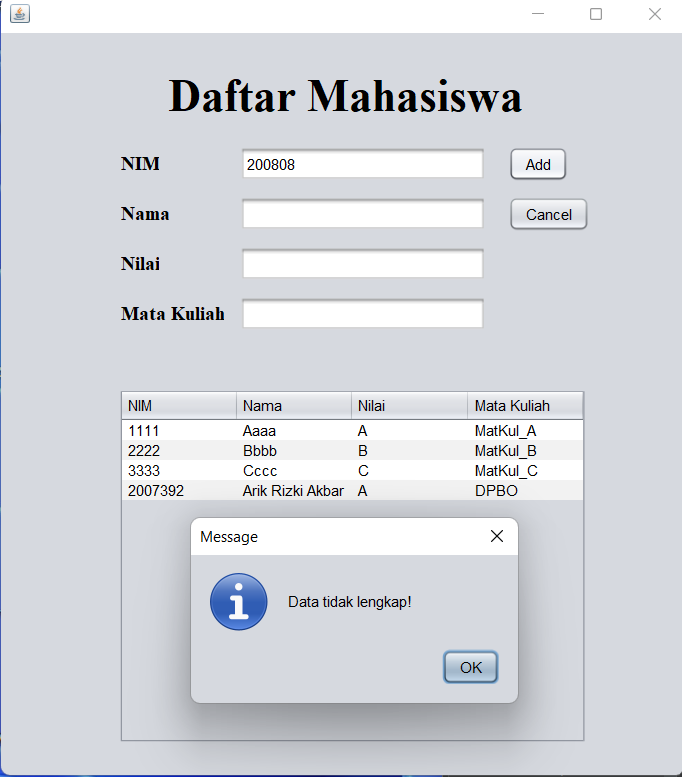 Daftar Mahasiswa
NIM 200808 Add
Nama Cancel
Nilai
Mata Kuliah
NIM Nama Nilai Mata Kuliah
1111 Aaaa A MatKul_A
2222 Bbbb B MatKul_B
3333 Cccc C MatKul_C
2007392 Arik Rizki Akbar A DPBO
Message
Data tidak lengkap!
OK